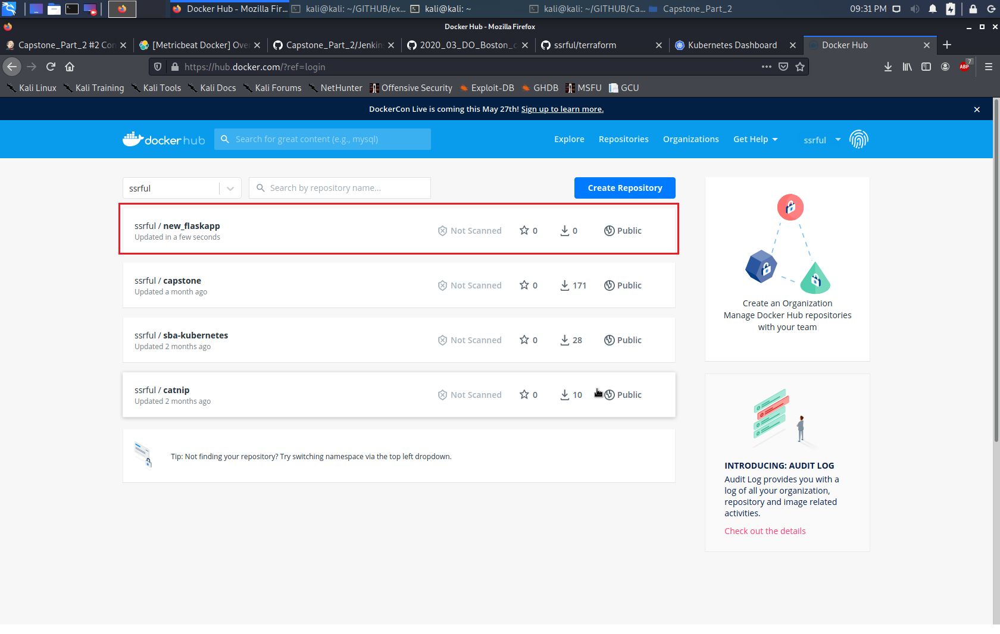 Docker Hub - Mozilla Fir...
kali@kali: ~/GITHUB/ex...
kali@kali: ~
kali@kali: ~/GITHUB/Ca...
Capstone_Part_2
09:31 PM
Docker Hub - Mozilla Firefox
Capstone_Part_2 #2 Con
[Metricbeat Docker] Ove
Capstone_Part_2/Jenkin
2020_03_DO_Boston_c
ssrful/terraform
Kubernetes Dashboard
Docker Hub
https://hub.docker.com/?ref=login
ABP
7
Kali Linux
Kali Training
Kali Tools
Kali Docs
Kali Forums
NetHunter
Offensive Security
Exploit-DB
GHDB
MSFU
GCU
DockerCon Live is coming this May 27th! Sign up to learn more.
docker hub
Search for great content (e.g., mysql)
Explore
Repositories
Organizations
Get Help
ssrful
ssrful
Search by repository name...
Create Repository
ssrful / new_flaskapp
Updated in a few seconds
Not Scanned
0
0
Public
ssrful / capstone
Updated a month ago
Not Scanned
0
171
Public
ssrful / sba-kubernetes
Updated 2 months ago
Not Scanned
0
28
Public
ssrful / catnip
Updated 2 months ago
Not Scanned
0
10
Public
Tip: Not finding your repository? Try switching namespace via the top left dropdown.
Create an Organization
Manage Docker Hub repositories
with your team
INTRODUCING: AUDIT LOG
Audit Log provides you with a
log of all your organization,
repository and image related
activities.
Check out the details